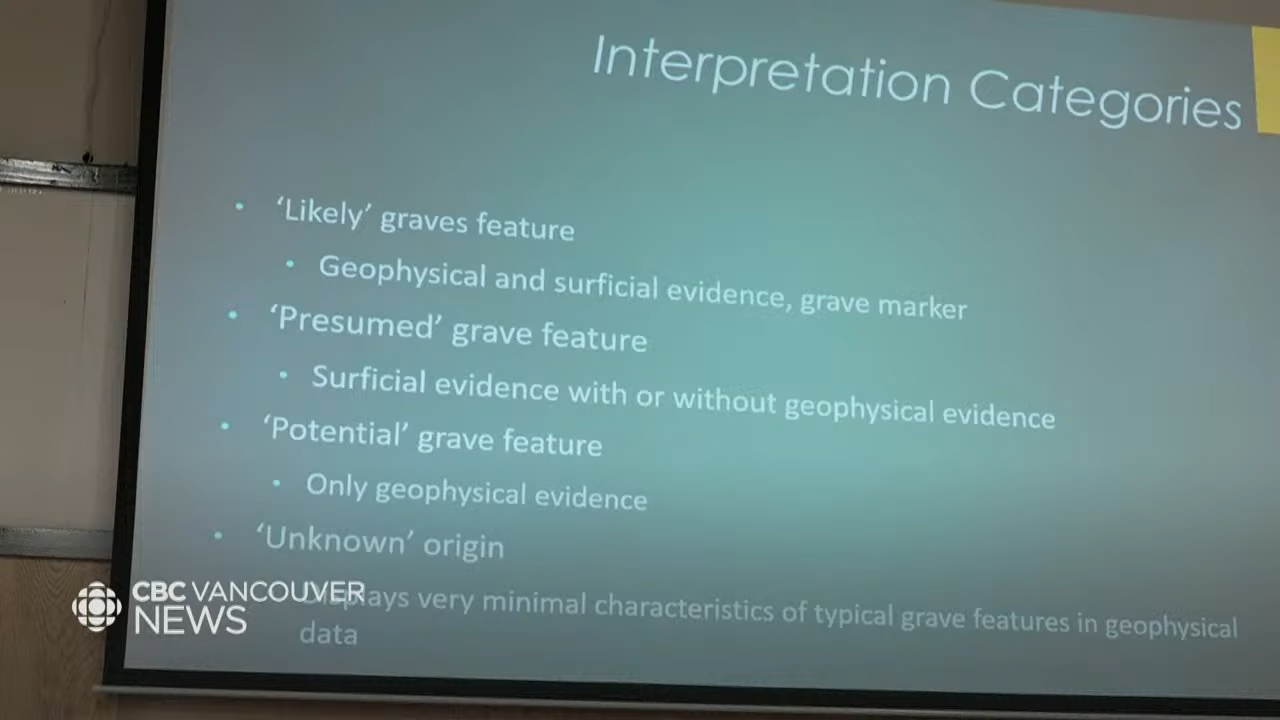 Interpretation Categories
• ‘Likely’ graves feature
• Geophysical and surficial evidence, grave marker
• ‘Presumed’ grave feature
• Surficial evidence with or without geophysical evidence
• ‘Potential’ grave feature
• Only geophysical evidence
• ‘Unknown’ origin
Displays very minimal characteristics of typical grave features in geophysical
data
CBC VANCOUVER
NEWS